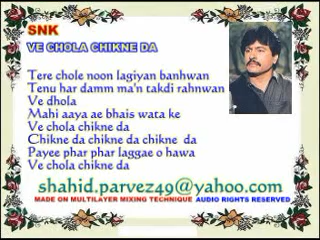 SNK
VE CHOLA CHIKNE DA
Tere chole noon lagiyan banhwan
Tenu har damm ma'n takdi rahnwan
Ve dhola
Mahi aaya ae bhais wata ke
Ve chola chikne da
Chikne da chikne da chikne da
Payee phar phar laggae o hawa
Ve chola chikne da
shahid.parvez49@yahoo.com
MADE ON MULTILAYER MIXING TECHNIQUE AUDIO RIGHTS RESERVED